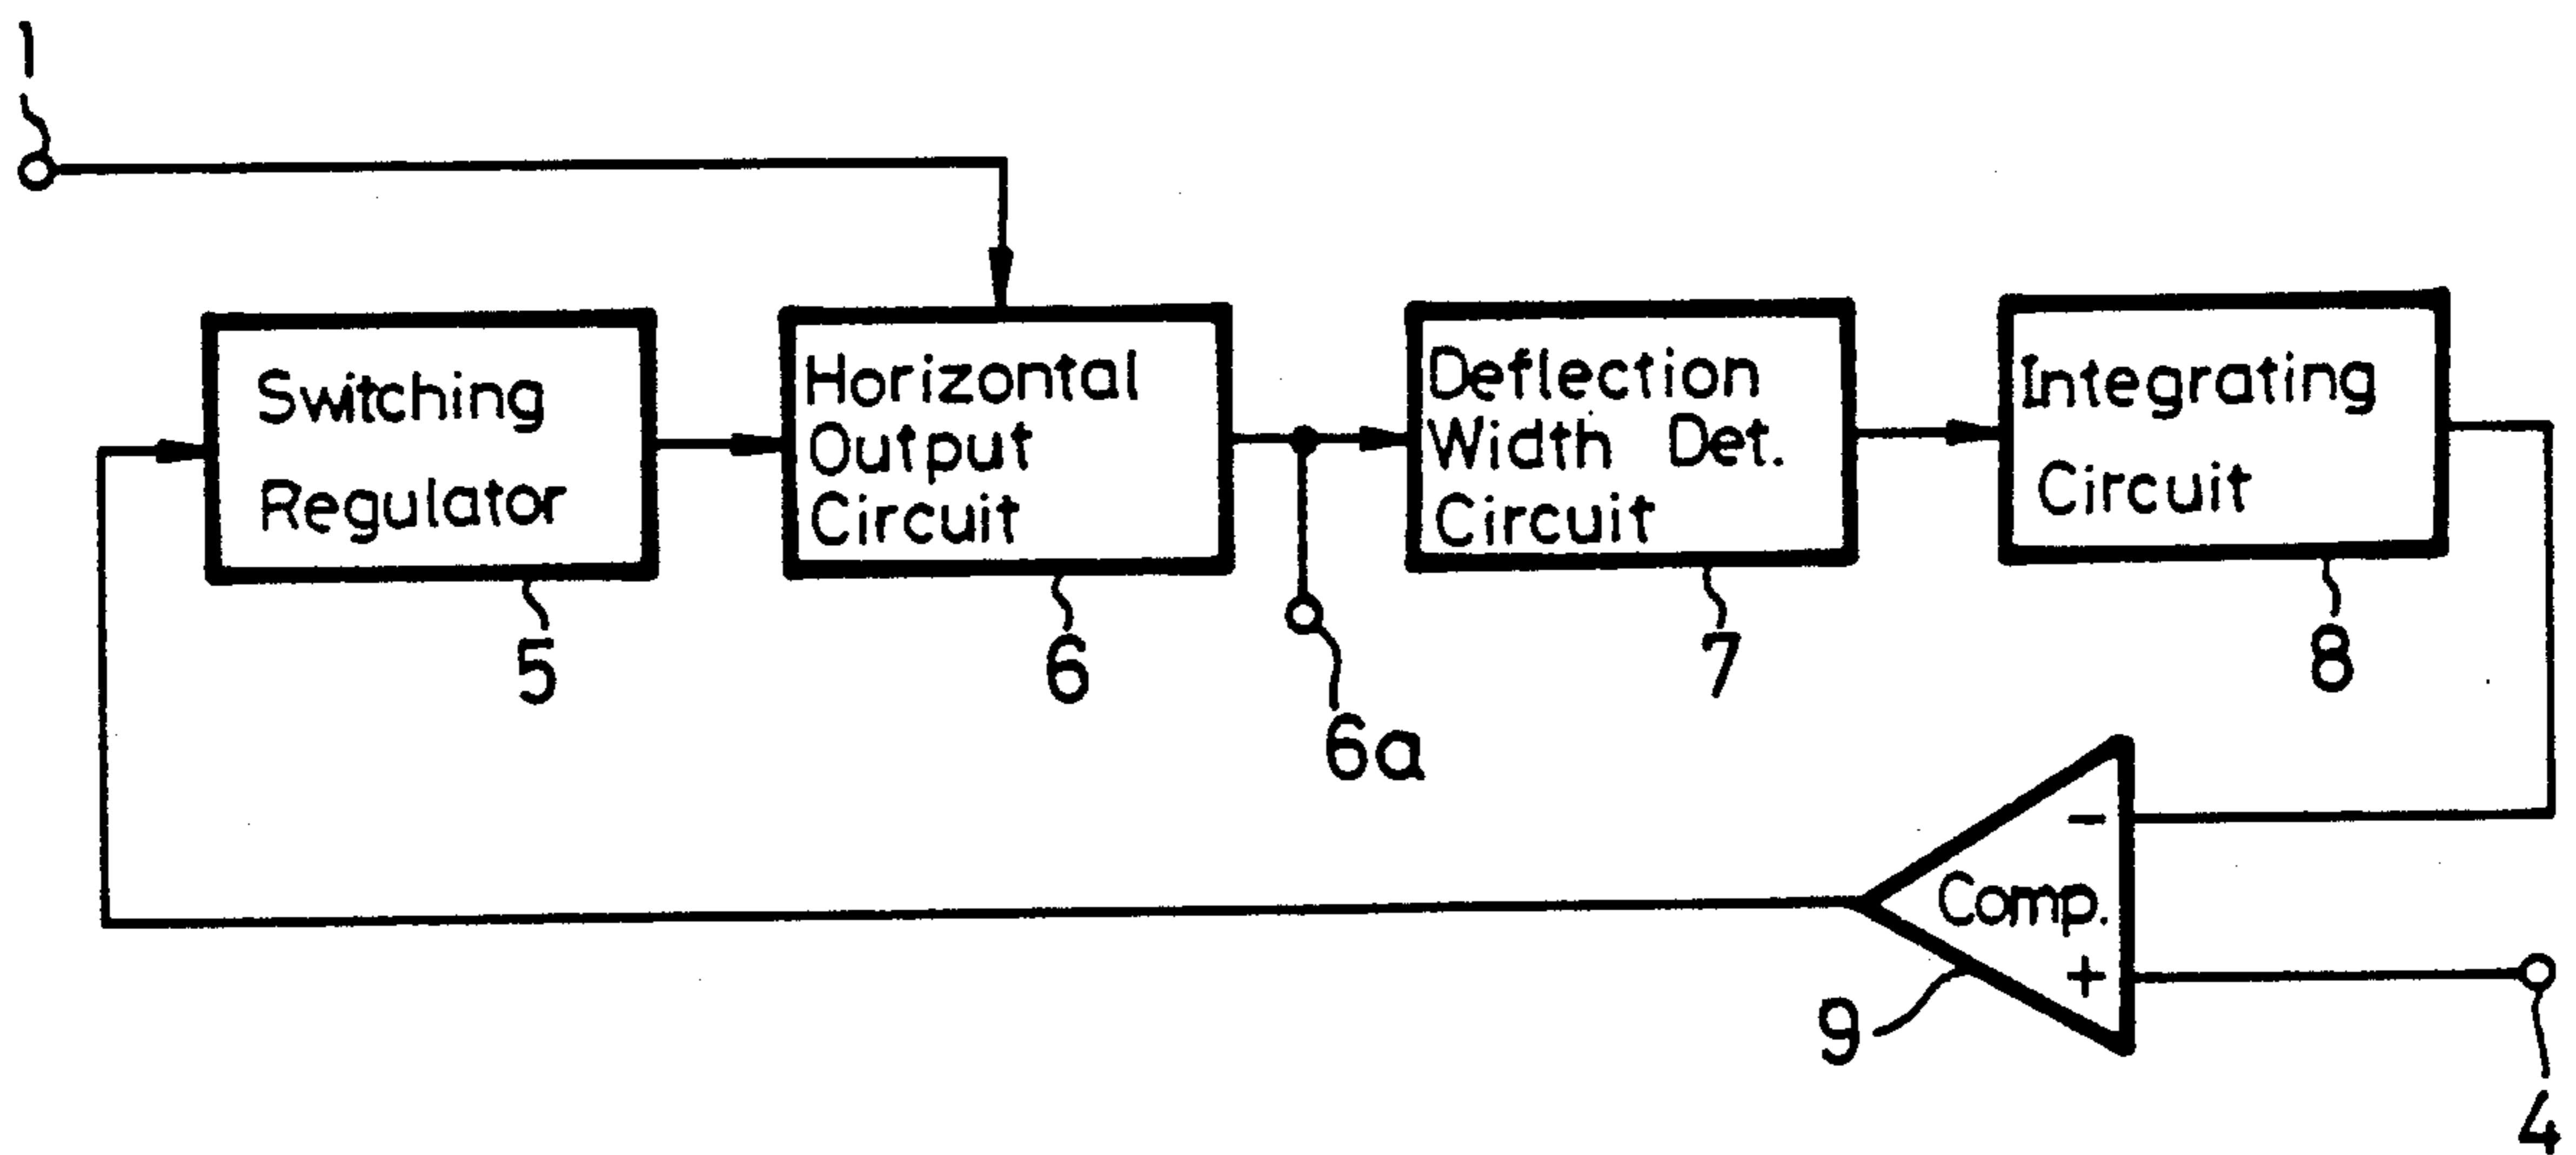 1
Switching
Regulator
5
Horizontal
Output
Circuit
6
6a
Deflection
Width Det.
Circuit
7
Integrating
Circuit
8
-
Comp.
+
9
4